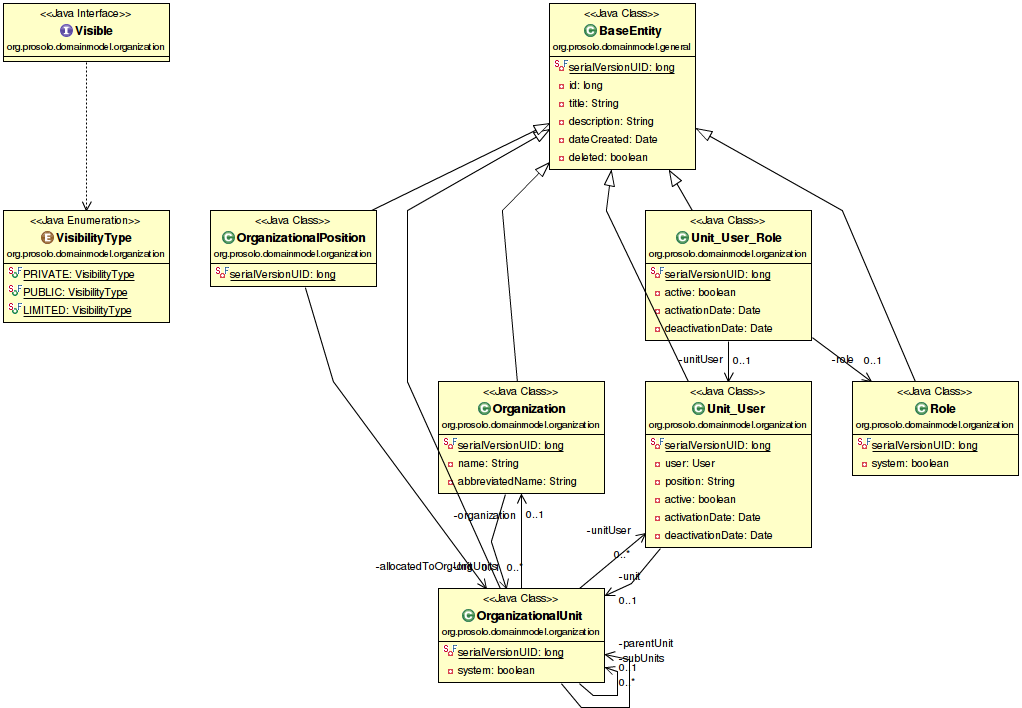 <<Java Interface>>
I Visible
org.prosolo.domainmodel.organization
<<Java Class>>
C BaseEntity
org.prosolo.domainmodel.general
S F serialVersionUID: long
id: long
title: String
description: String
dateCreated: Date
deleted: boolean
<<Java Enumeration>>
E VisibilityType
org.prosolo.domainmodel.organization
S F PRIVATE: VisibilityType
S F PUBLIC: VisibilityType
S F LIMITED: VisibilityType
<<Java Class>>
C OrganizationalPosition
org.prosolo.domainmodel.organization
S F serialVersionUID: long
<<Java Class>>
C Unit_User_Role
org.prosolo.domainmodel.organization
S F serialVersionUID: long
active: boolean
activationDate: Date
deactivationDate: Date
-unitUser 0..1
-role 0..1
<<Java Class>>
C Organization
org.prosolo.domainmodel.organization
S F serialVersionUID: long
name: String
abbreviatedName: String
<<Java Class>>
C Unit_User
org.prosolo.domainmodel.organization
S F serialVersionUID: long
user: User
position: String
active: boolean
activationDate: Date
deactivationDate: Date
<<Java Class>>
C Role
org.prosolo.domainmodel.organization
S F serialVersionUID: long
system: boolean
-organization 0..1
-unitUser
0..*
-allocatedToOrgUnit 0..1
-orgUnits 0..*
-unit
0..1
<<Java Class>>
C OrganizationalUnit
org.prosolo.domainmodel.organization
S F serialVersionUID: long
system: boolean
-parentUnit
-subUnits
0..1
0..*